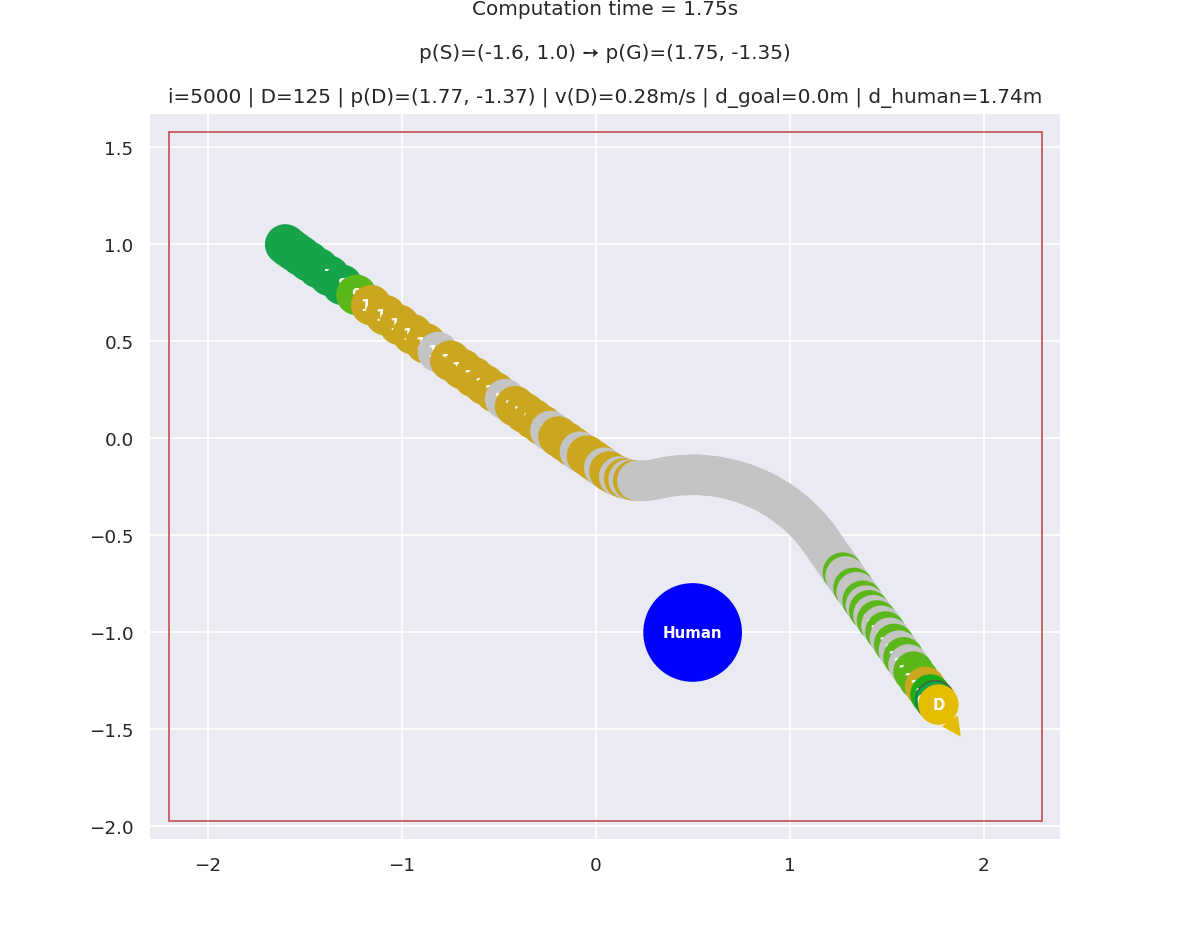 Computation time = 1.75s
p(S)=(-1.6, 1.0) → p(G)=(1.75, -1.35)
i=5000 | D=125 | p(D)=(1.77, -1.37) | v(D)=0.28m/s | d_goal=0.0m | d_human=1.74m
1.5
1.0
0.5
0.0
−0.5
−1.0
Human
D
−1.5
−2.0
−2 −1 0 1 2